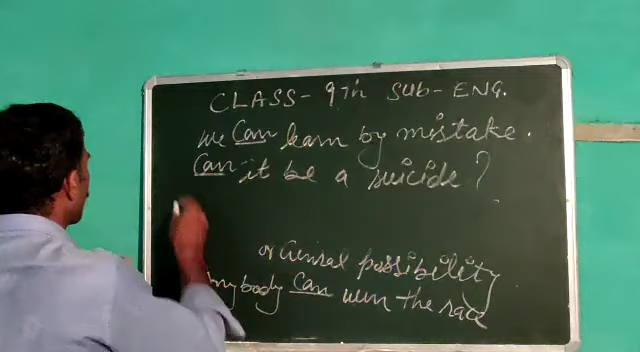 CLASS - 9th Sub - ENG.
we Can learn by mistake.
Can it be a suicide?
or General possibility
Anybody Can win the race